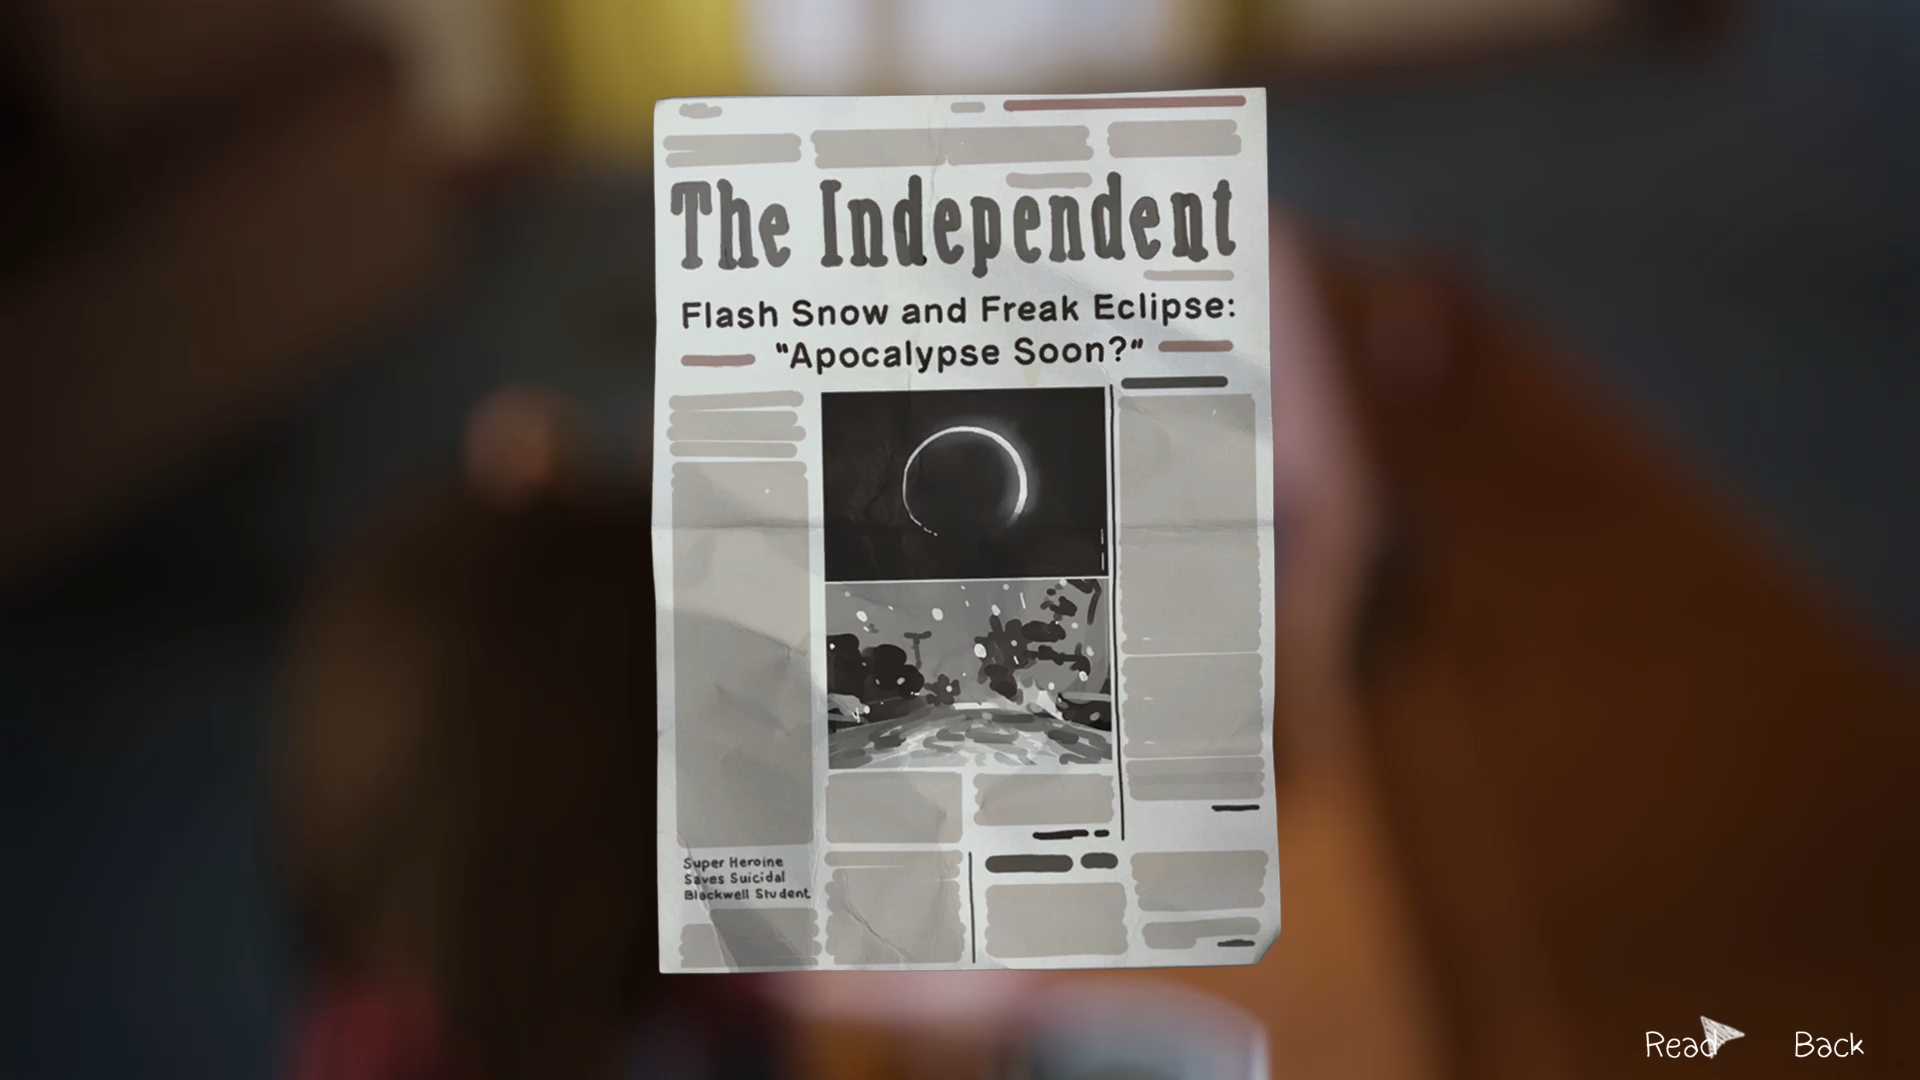 The Independent
Flash Snow and Freak Eclipse:
"Apocalypse Soon?"
Super Heroine
Saves Suicidal
Blackwell Student
Read
Back